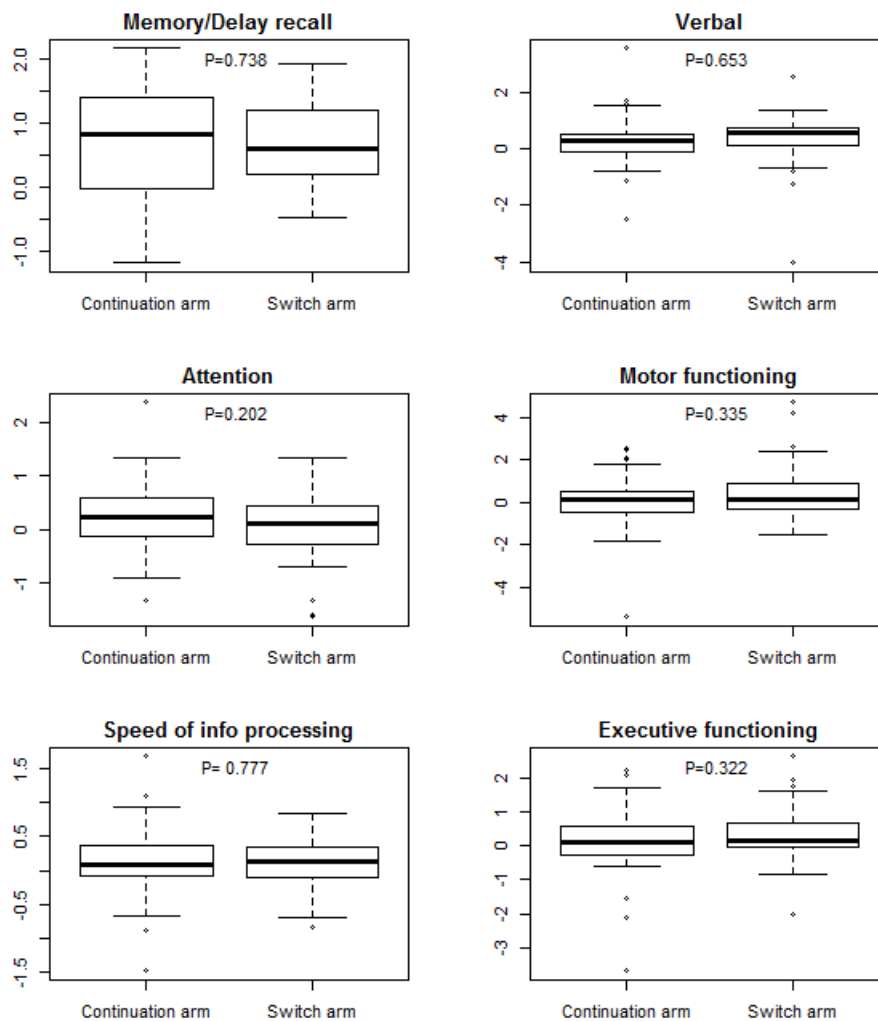 Memory/Delay recall
P=0.738
2.0
1.0
0.0
-1.0
Continuation arm Switch arm
Verbal
P=0.653
2
0
-2
-4
Continuation arm Switch arm
Attention
P=0.202
2
1
0
-1
Continuation arm Switch arm
Motor functioning
P=0.335
4
2
0
-2
-4
Continuation arm Switch arm
Speed of info processing
P= 0.777
1.5
0.5
-0.5
-1.5
Continuation arm Switch arm
Executive functioning
P=0.322
2
1
0
-1
-2
-3
Continuation arm Switch arm